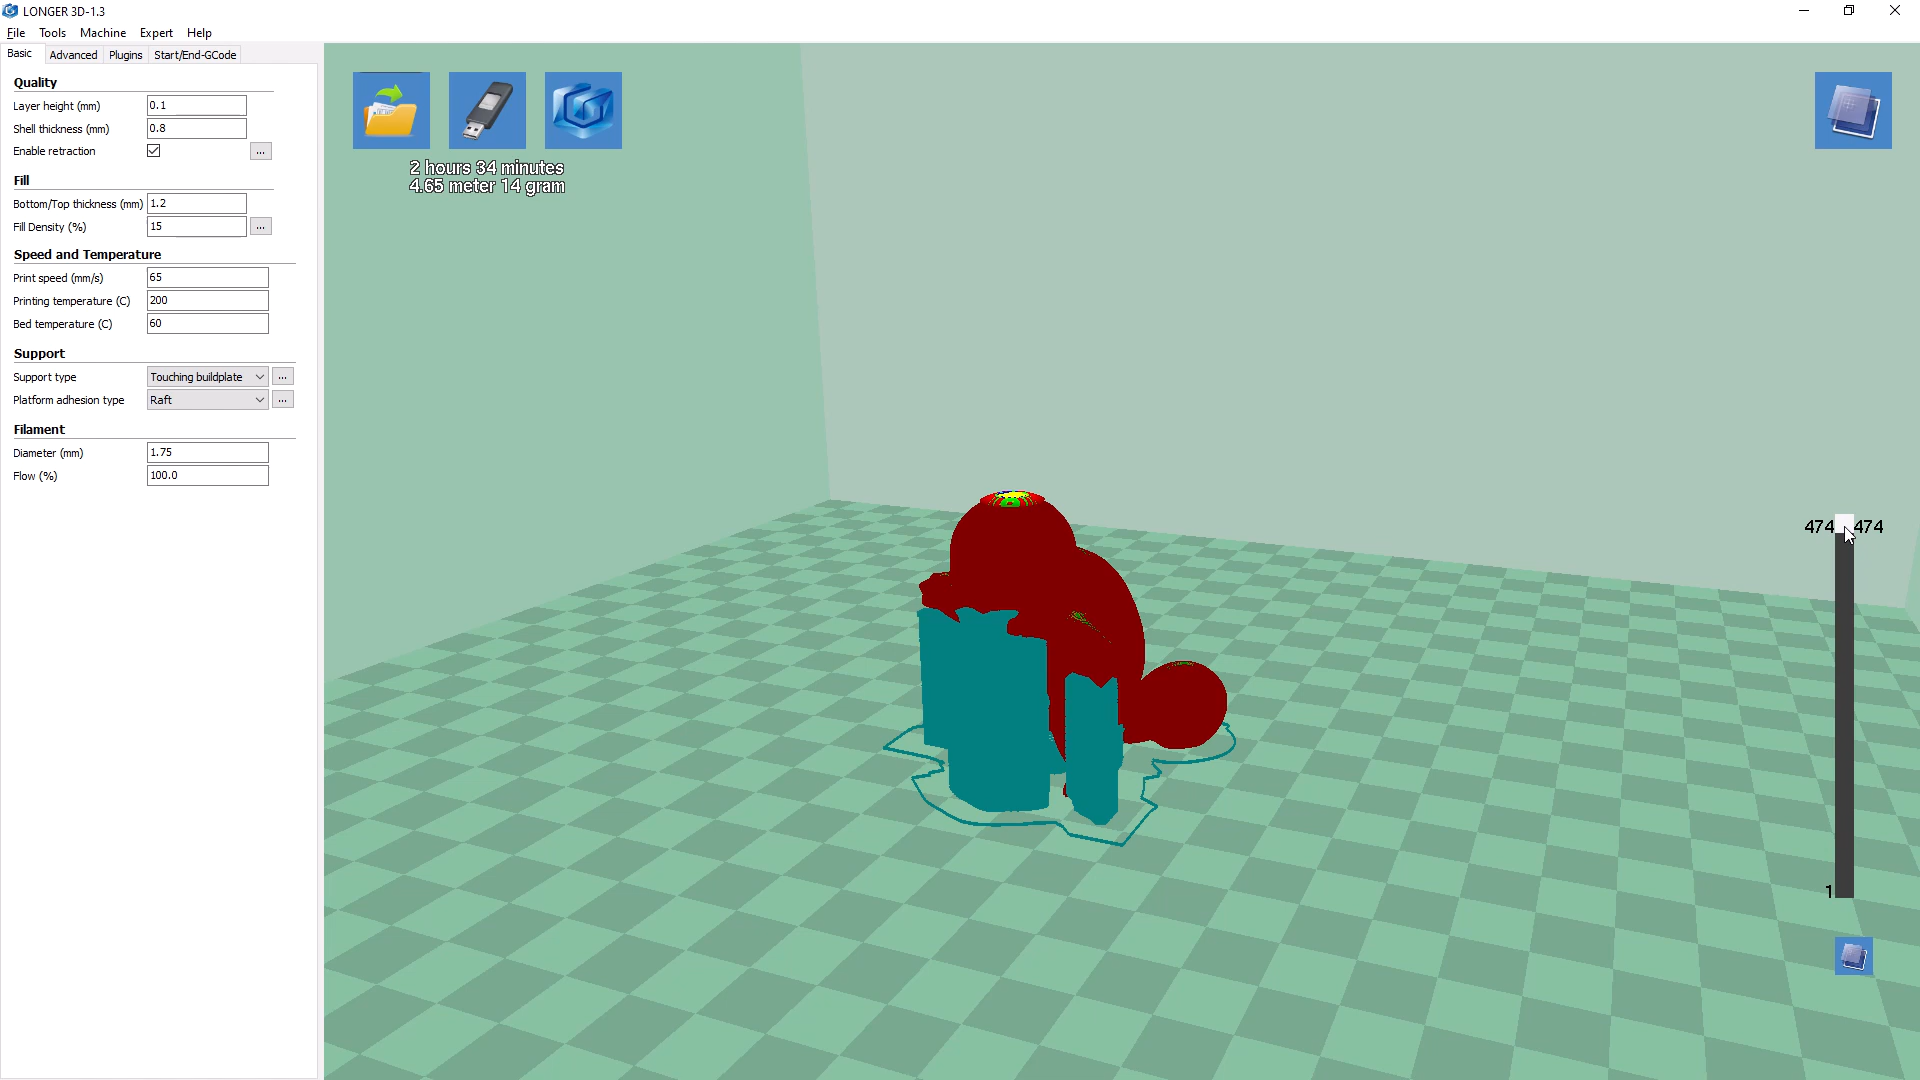 LONGER 3D-1.3
File Tools Machine Expert Help
Basic Advanced Plugins Start/End-GCode
Quality
Layer height (mm) 0.1
Shell thickness (mm) 0.8
Enable retraction ...
Fill
Bottom/Top thickness (mm) 1.2
Fill Density (%) 15 ...
Speed and Temperature
Print speed (mm/s) 65
Printing temperature (C) 200
Bed temperature (C) 60
Support
Support type Touching buildplate ...
Platform adhesion type Raft ...
Filament
Diameter (mm) 1.75
Flow (%) 100.0
2 hours 34 minutes
4.65 meter 14 gram
474 474
1